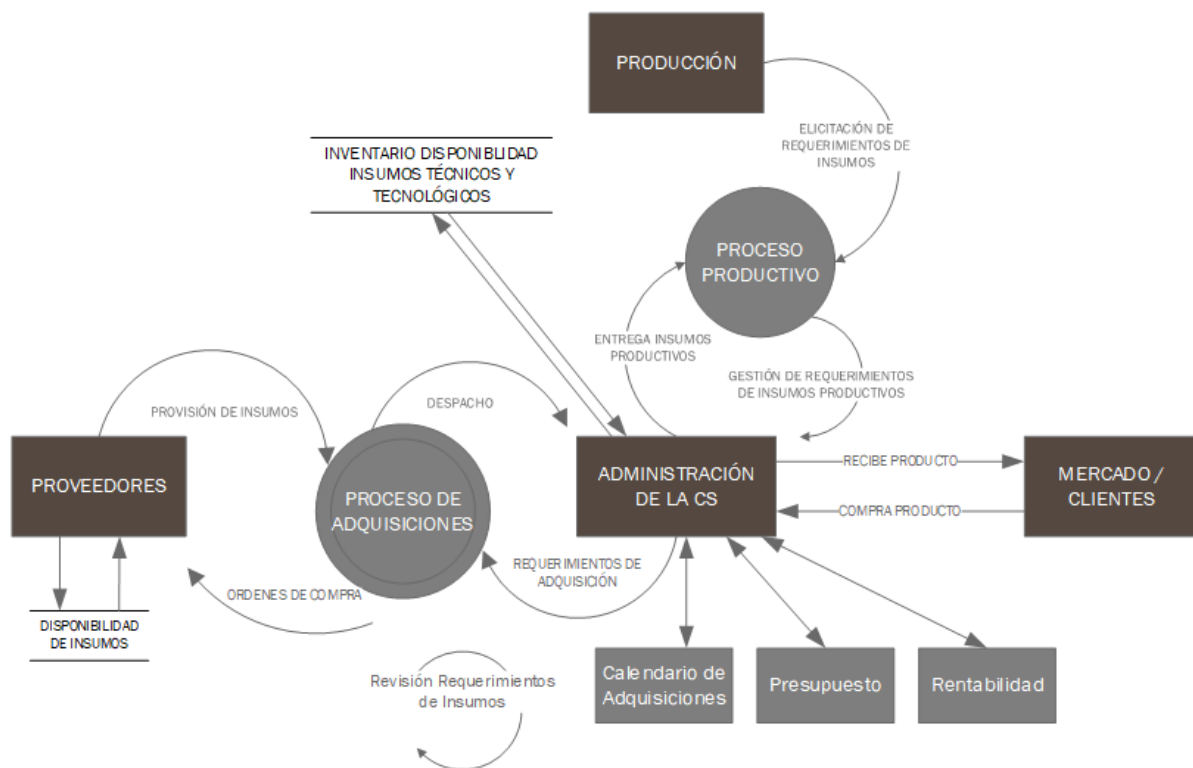 PRODUCCIÓN
ELICITACIÓN DE
REQUERIMIENTOS DE
INSUMOS
INVENTARIO DISPONIBLIDAD
INSUMOS TÉCNICOS Y
TECNOLÓGICOS
PROCESO
PRODUCTIVO
ENTREGA INSUMOS
PRODUCTIVOS
GESTIÓN DE REQUERIMIENTOS
DE INSUMOS PRODUCTIVOS
PROVISIÓN DE INSUMOS
DESPACHO
PROVEEDORES
PROCESO DE
ADQUISICIONES
ADMINISTRACIÓN
DE LA CS
RECIBE PRODUCTO
COMPRA PRODUCTO
MERCADO /
CLIENTES
REQUERIMIENTOS DE
ADQUISICIÓN
ORDENES DE COMPRA
DISPONIBILIDAD
DE INSUMOS
Revisión Requerimientos
de Insumos
Calendario de
Adquisiciones
Presupuesto
Rentabilidad